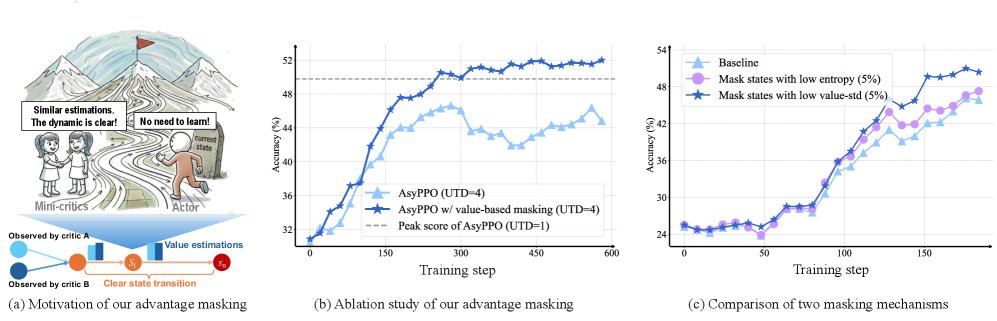 Similar estimations.
The dynamic is clear!
No need to learn!
current
state
Mini-critics
Actor
Observed by critic A
Value estimations
Observed by critic B
Clear state transition
(a) Motivation of our advantage masking
Accuracy (%)
52
48
44
40
36
32
AsyPPO (UTD=4)
AsyPPO w/ value-based masking (UTD=4)
Peak score of AsyPPO (UTD=1)
0
150
300
450
600
Training step
(b) Ablation study of our advantage masking
Accuracy (%)
54
48
42
36
30
24
Baseline
Mask states with low entropy (5%)
Mask states with low value-std (5%)
0
50
100
150
Training step
(c) Comparison of two masking mechanisms